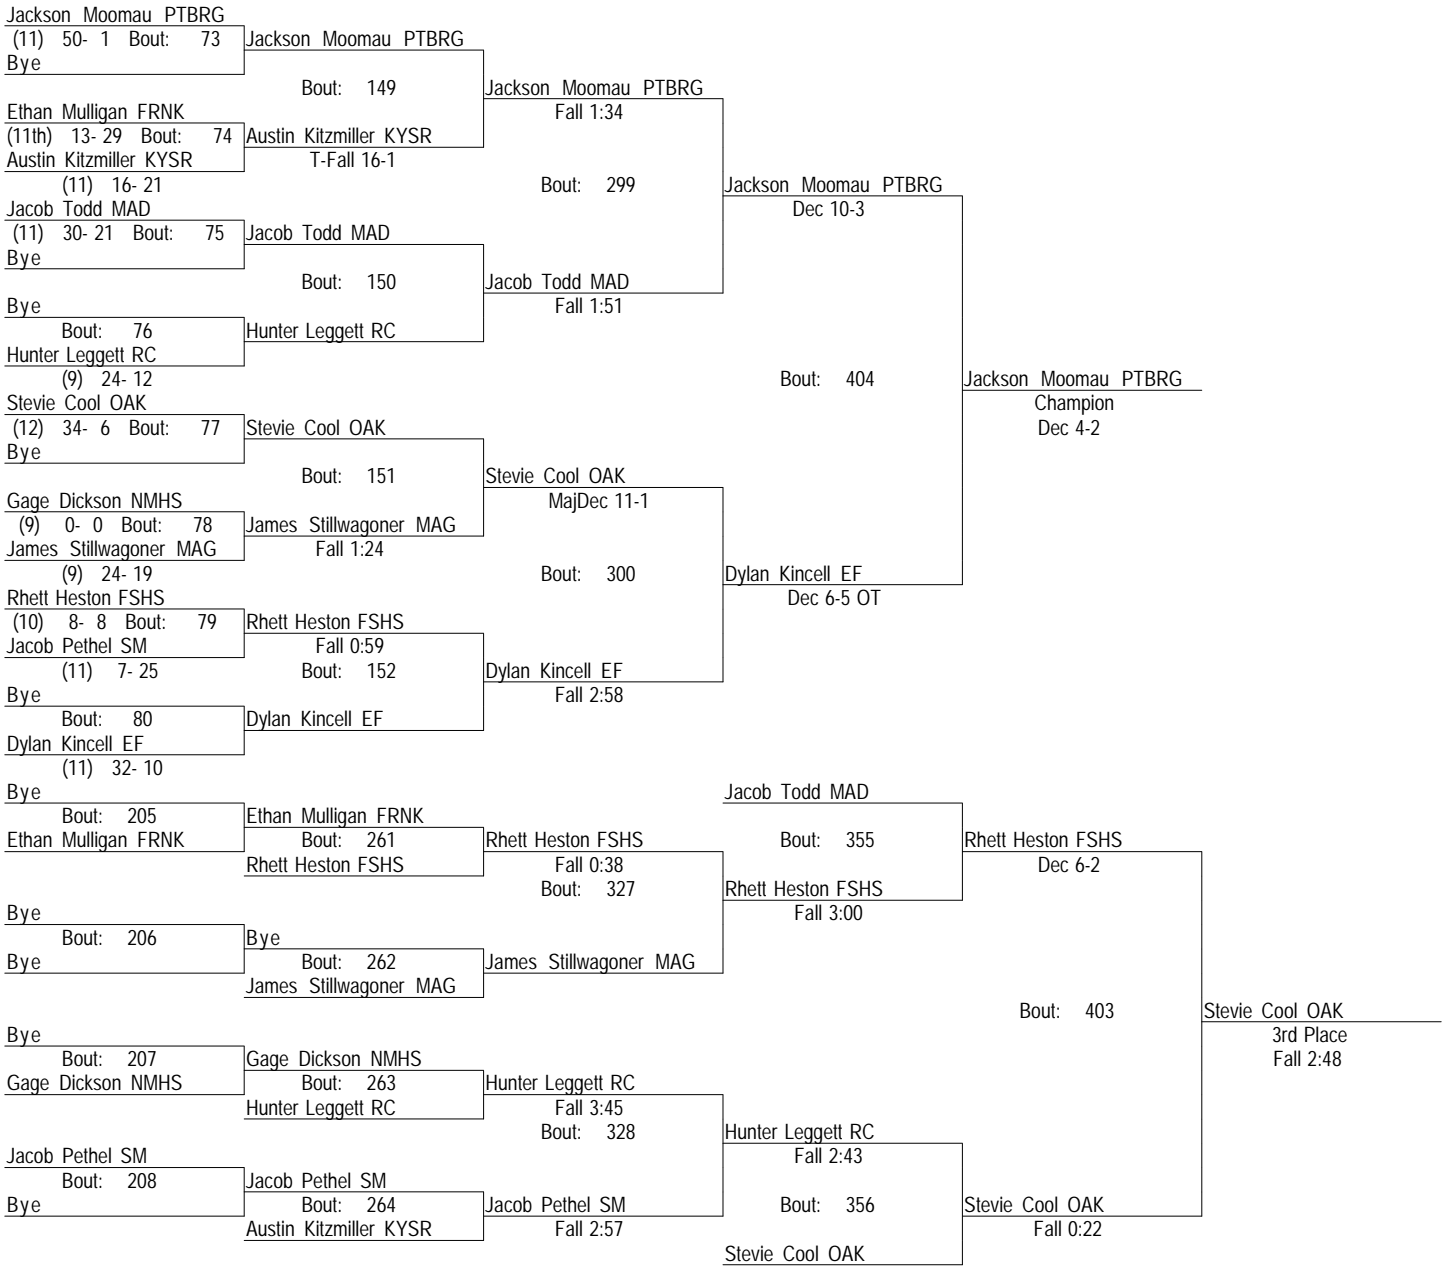 Jackson Moomau PTBRG
(11) 50- 1 Bout: 73 Jackson Moomau PTBRG
Bye
Bout: 149 Jackson Moomau PTBRG
Ethan Mulligan FRNK Fall 1:34
(11th) 13- 29 Bout: 74 Austin Kitzmiller KYSR
Austin Kitzmiller KYSR T-Fall 16-1
(11) 16- 21 Bout: 299 Jackson Moomau PTBRG
Jacob Todd MAD Dec 10-3
(11) 30- 21 Bout: 75 Jacob Todd MAD
Bye
Bout: 150 Jacob Todd MAD
Bye Fall 1:51
Bout: 76 Hunter Leggett RC
Hunter Leggett RC
(9) 24- 12 Bout: 404 Jackson Moomau PTBRG
Stevie Cool OAK Champion
(12) 34- 6 Bout: 77 Stevie Cool OAK Dec 4-2
Bye
Bout: 151 Stevie Cool OAK
Gage Dickson NMHS MajDec 11-1
(9) 0- 0 Bout: 78 James Stillwagoner MAG
James Stillwagoner MAG Fall 1:24
(9) 24- 19 Bout: 300 Dylan Kincell EF
Rhett Heston FSHS Dec 6-5 OT
(10) 8- 8 Bout: 79 Rhett Heston FSHS
Jacob Pethel SM Fall 0:59
(11) 7- 25 Bout: 152 Dylan Kincell EF
Bye Fall 2:58
Bout: 80 Dylan Kincell EF
Dylan Kincell EF
(11) 32- 10
Bye Jacob Todd MAD
Bout: 205 Ethan Mulligan FRNK
Ethan Mulligan FRNK Bout: 261 Rhett Heston FSHS Bout: 355 Rhett Heston FSHS
Rhett Heston FSHS Fall 0:38 Dec 6-2
Bout: 327 Rhett Heston FSHS
Bye Fall 3:00
Bout: 206 Bye
Bye Bout: 262 James Stillwagoner MAG
James Stillwagoner MAG
Bout: 403 Stevie Cool OAK
Bye 3rd Place
Bout: 207 Gage Dickson NMHS Fall 2:48
Gage Dickson NMHS Bout: 263 Hunter Leggett RC
Hunter Leggett RC Fall 3:45
Bout: 328 Hunter Leggett RC
Jacob Pethel SM Fall 2:43
Bout: 208 Jacob Pethel SM
Bye Bout: 264 Jacob Pethel SM Bout: 356 Stevie Cool OAK
Austin Kitzmiller KYSR Fall 2:57 Fall 0:22
Stevie Cool OAK